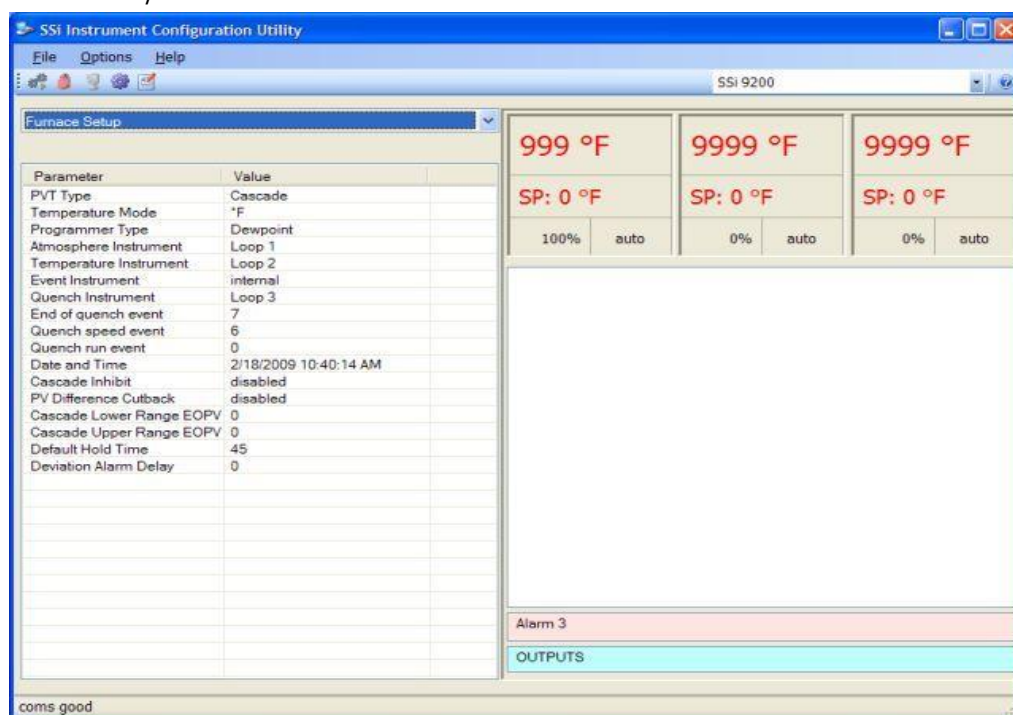 SSi Instrument Configuration Utility
File Options Help
SSi 9200
Furnace Setup
Parameter Value
PVT Type Cascade
Temperature Mode °F
Programmer Type Dewpoint
Atmosphere Instrument Loop 1
Temperature Instrument Loop 2
Event Instrument internal
Quench Instrument Loop 3
End of quench event 7
Quench speed event 6
Quench run event 0
Date and Time 2/18/2009 10:40:14 AM
Cascade Inhibit disabled
PV Difference Cutback disabled
Cascade Lower Range EOPV 0
Cascade Upper Range EOPV 0
Default Hold Time 45
Deviation Alarm Delay 0
999 °F 9999 °F 9999 °F
SP: 0 °F SP: 0 °F SP: 0 °F
100% auto 0% auto 0% auto
Alarm 3
OUTPUTS
coms good